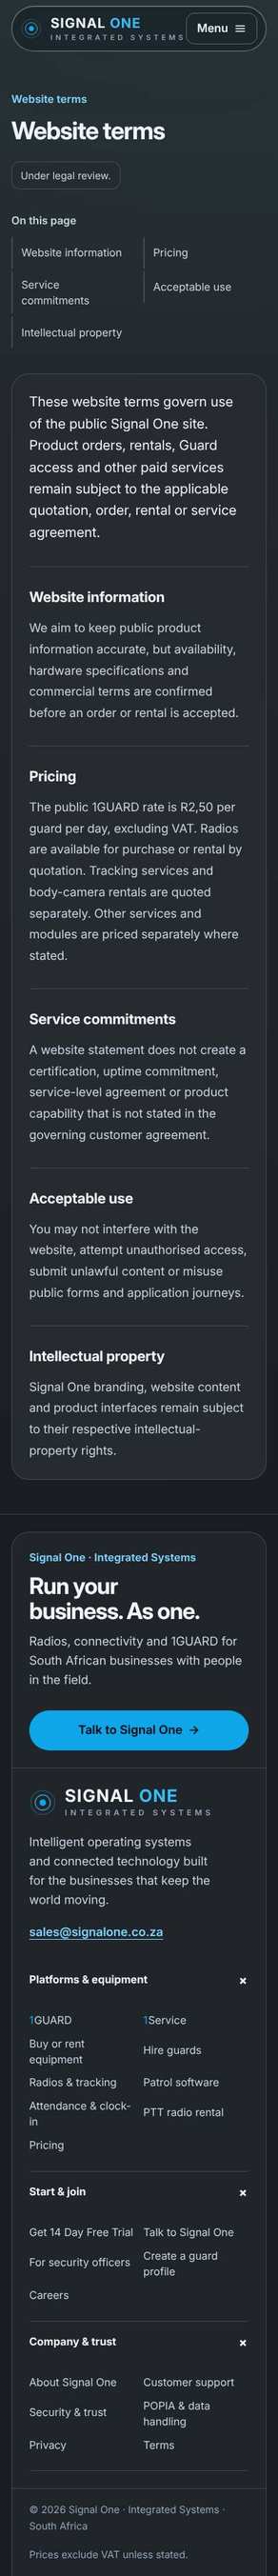 SIGNAL ONE
INTEGRATED SYSTEMS
Menu
Website terms
Website terms
Under legal review.
On this page
Website information
Pricing
Service
commitments
Acceptable use
Intellectual property
These website terms govern use
of the public Signal One site.
Product orders, rentals, Guard
access and other paid services
remain subject to the applicable
quotation, order, rental or service
agreement.
Website information
We aim to keep public product
information accurate, but availability,
hardware specifications and
commercial terms are confirmed
before an order or rental is accepted.
Pricing
The public 1GUARD rate is R2,50 per
guard per day, excluding VAT. Radios
are available for purchase or rental by
quotation. Tracking services and
body-camera rentals are quoted
separately. Other services and
modules are priced separately where
stated.
Service commitments
A website statement does not create a
certification, uptime commitment,
service-level agreement or product
capability that is not stated in the
governing customer agreement.
Acceptable use
You may not interfere with the
website, attempt unauthorised access,
submit unlawful content or misuse
public forms and application journeys.
Intellectual property
Signal One branding, website content
and product interfaces remain subject
to their respective intellectual-
property rights.
Signal One · Integrated Systems
Run your
business. As one.
Radios, connectivity and 1GUARD for
South African businesses with people
in the field.
Talk to Signal One →
SIGNAL ONE
INTEGRATED SYSTEMS
Intelligent operating systems
and connected technology built
for the businesses that keep the
world moving.
sales@signalone.co.za
Platforms & equipment ×
1GUARD
1Service
Buy or rent
equipment
Hire guards
Radios & tracking
Patrol software
Attendance & clock-
in
PTT radio rental
Pricing
Start & join ×
Get 14 Day Free Trial
Talk to Signal One
For security officers
Create a guard
profile
Careers
Company & trust ×
About Signal One
Customer support
Security & trust
POPIA & data
handling
Privacy
Terms
© 2026 Signal One · Integrated Systems ·
South Africa
Prices exclude VAT unless stated.